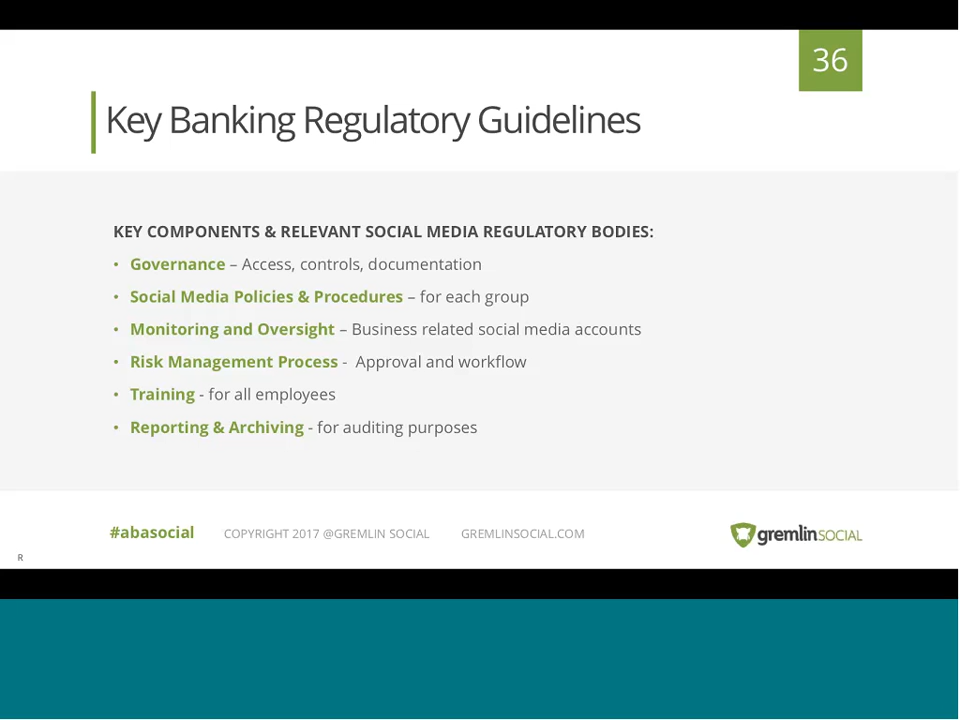 36
Key Banking Regulatory Guidelines
KEY COMPONENTS & RELEVANT SOCIAL MEDIA REGULATORY BODIES:
• Governance – Access, controls, documentation
• Social Media Policies & Procedures – for each group
• Monitoring and Oversight – Business related social media accounts
• Risk Management Process - Approval and workflow
• Training - for all employees
• Reporting & Archiving - for auditing purposes
#abasocial COPYRIGHT 2017 @GREMLIN SOCIAL GREMLINSOCIAL.COM gremlinSOCIAL
R